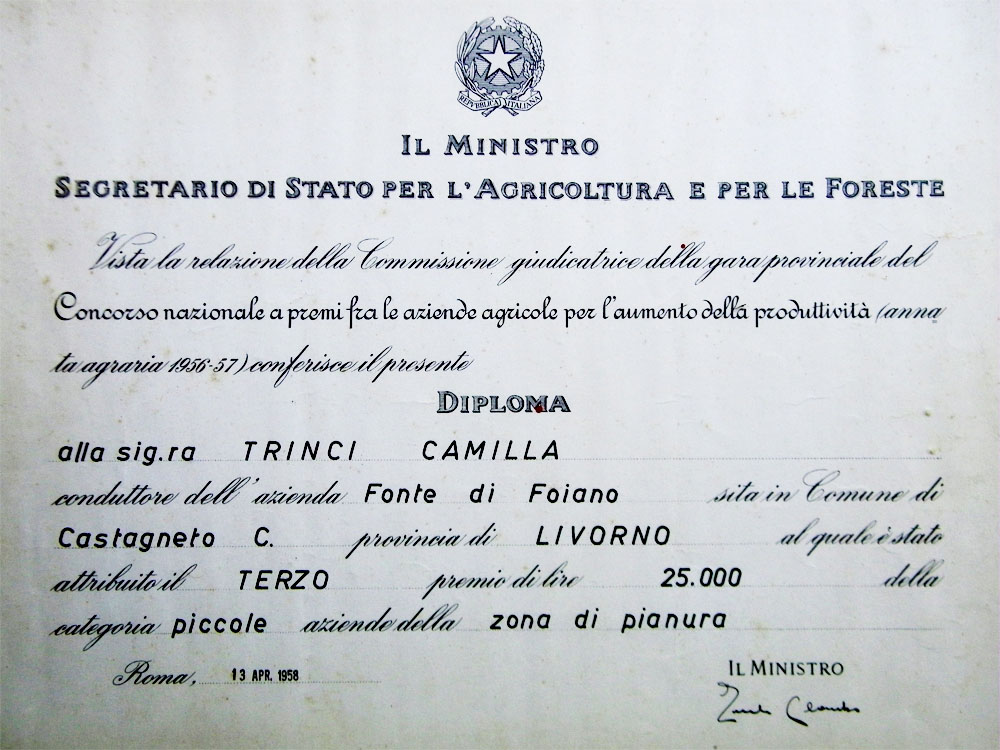 REPVBBLICA ITALIANA
IL MINISTRO
SEGRETARIO DI STATO PER L'AGRICOLTURA E PER LE FORESTE
Vista la relazione della Commissione giudicatrice della gara provinciale del
Concorso nazionale a premi fra le aziende agricole per l'aumento della produttività (anna
ta agraria 1956-57) conferisce il presente
DIPLOMA
alla sig.ra TRINCI CAMILLA
conduttore dell'azienda Fonte di Foiano sita in Comune di
Castagneto C. provincia di LIVORNO al quale è stato
attribuito il TERZO premio di lire 25.000 della
categoria piccole aziende della zona di pianura
Roma, 13 APR. 1958
IL MINISTRO